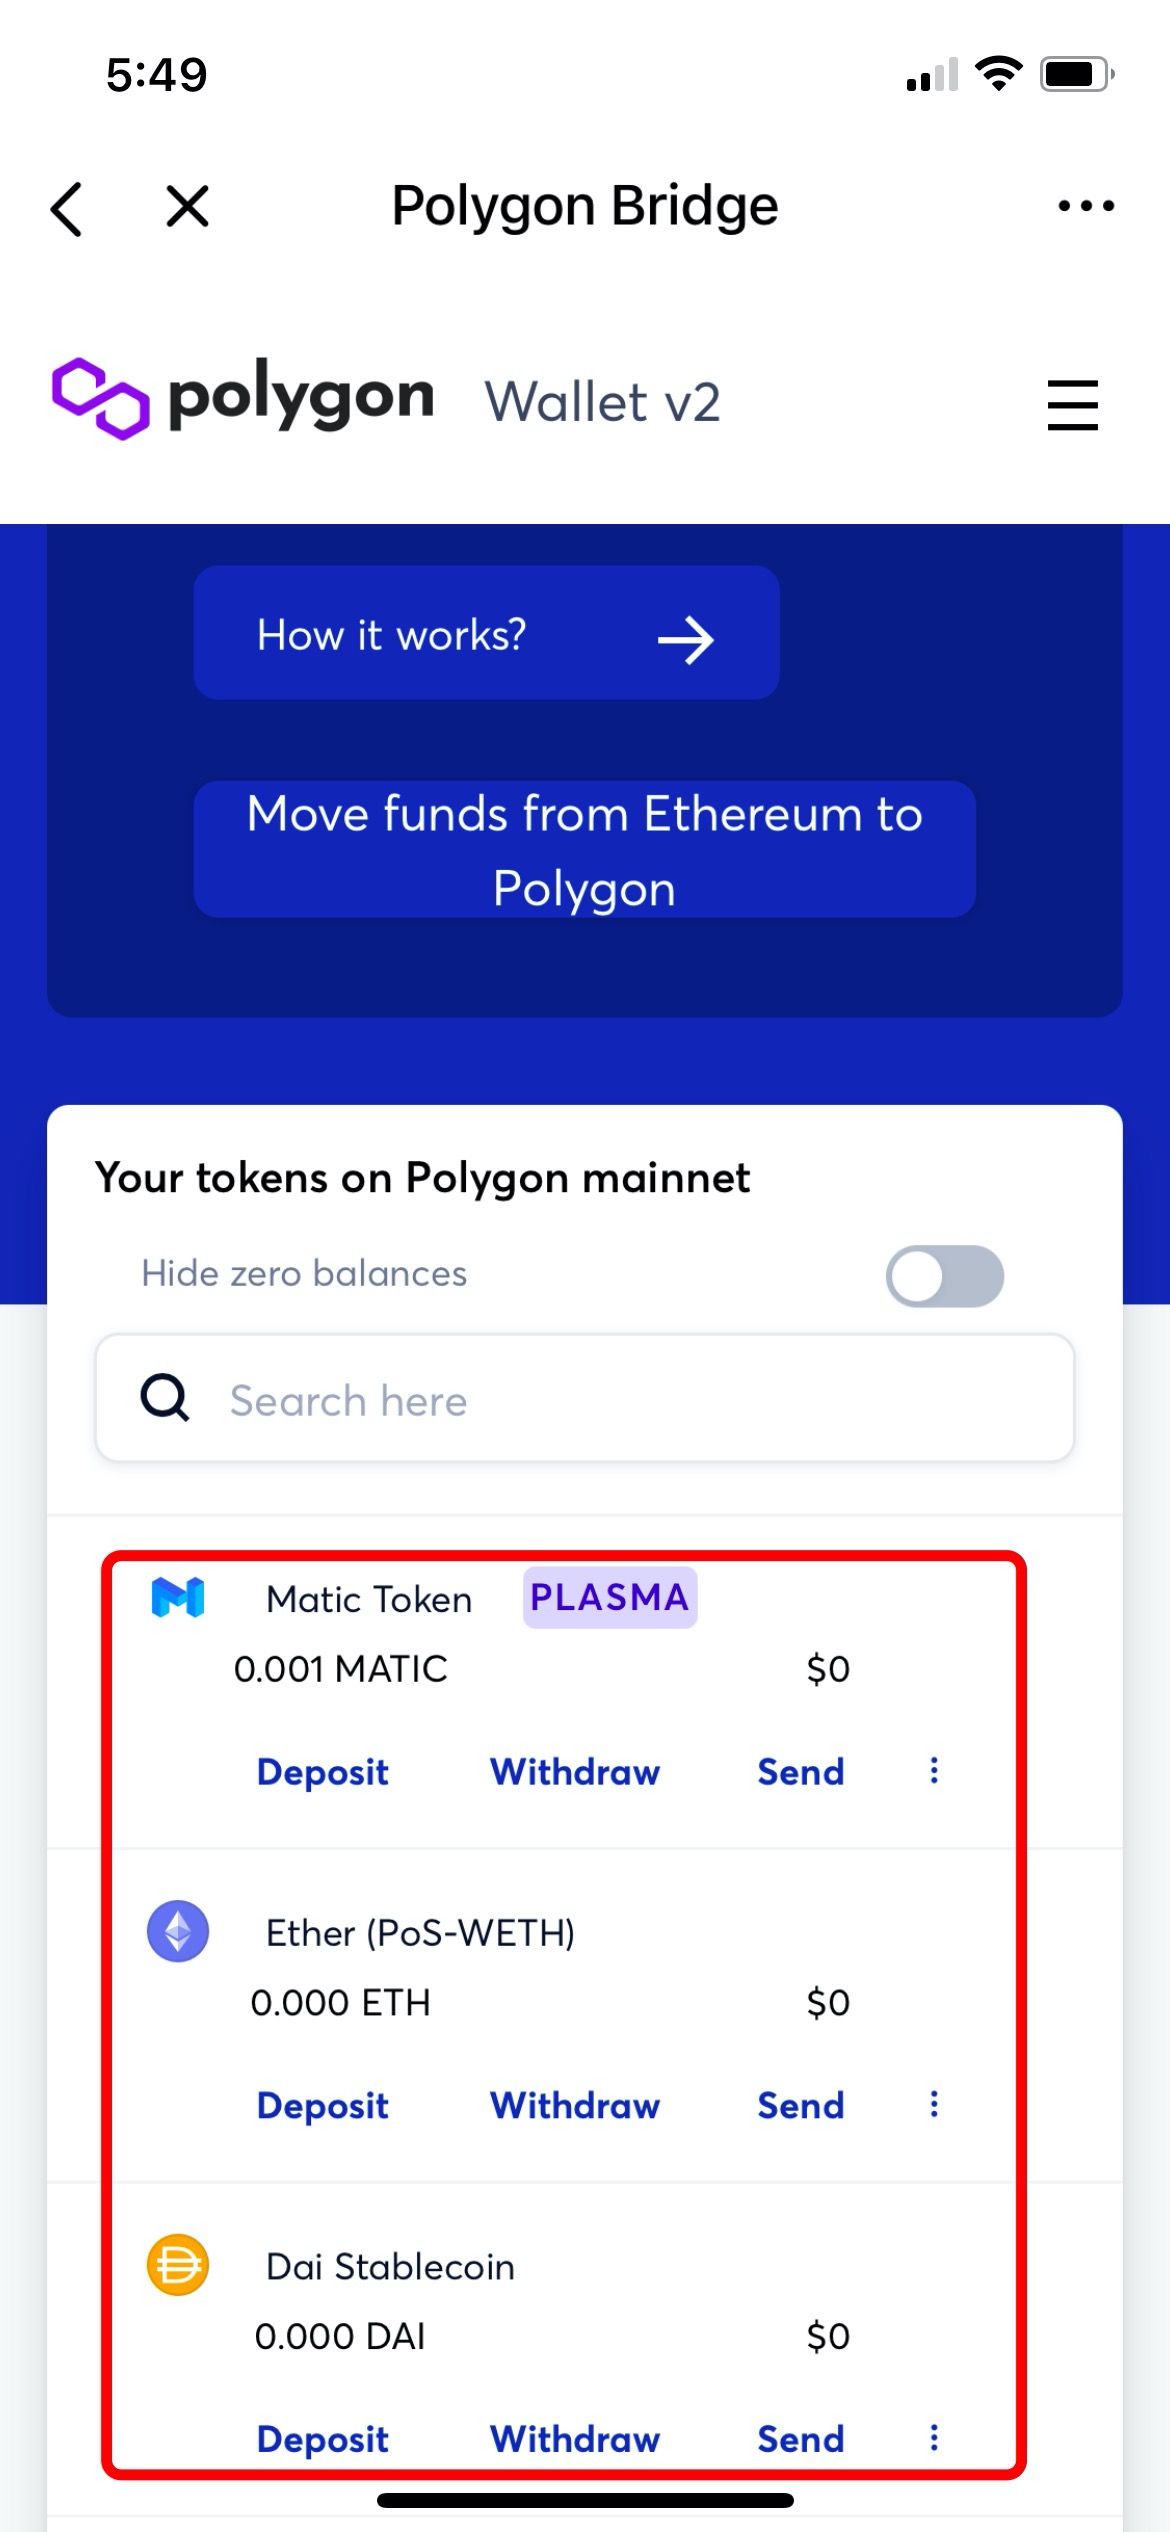 5:49
Polygon Bridge
polygon Wallet v2
How it works?
Move funds from Ethereum to
Polygon
Your tokens on Polygon mainnet
Hide zero balances
Search here
Matic Token PLASMA
0.001 MATIC $0
Deposit Withdraw Send
Ether (PoS-WETH)
0.000 ETH $0
Deposit Withdraw Send
Dai Stablecoin
0.000 DAI $0
Deposit Withdraw Send